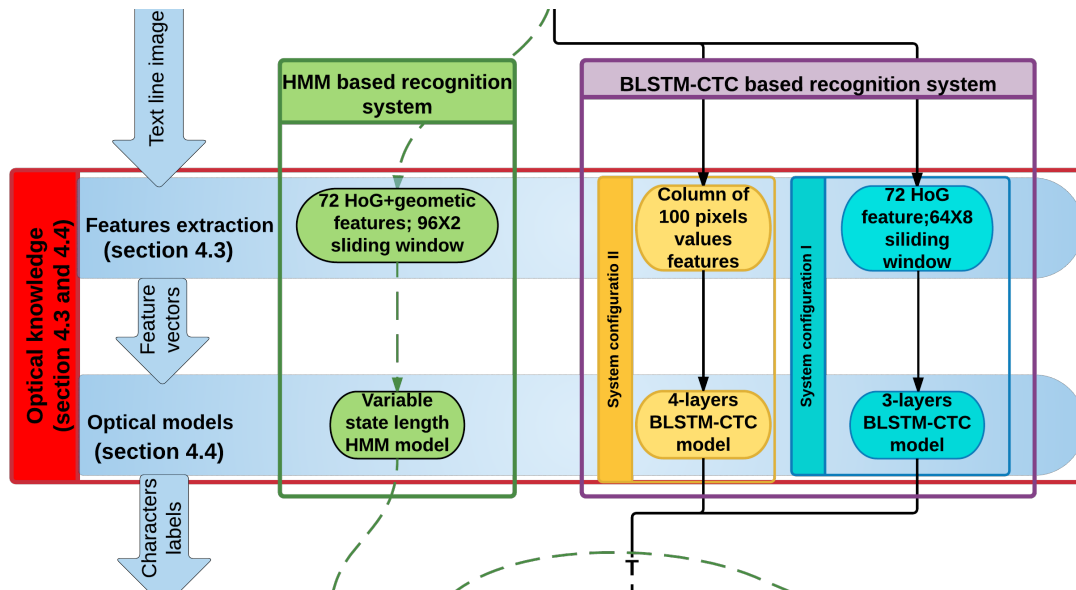 Text line image
HMM based recognition
system
BLSTM-CTC based recognition system
Optical knowledge
(section 4.3 and 4.4)
Features extraction
(section 4.3)
72 HoG+geometic
features; 96X2
sliding window
System configuratio II
Column of
100 pixels
values
features
System configuration I
72 HoG
feature;64X8
siliding
window
Feature
vectors
Optical models
(section 4.4)
Variable
state length
HMM model
4-layers
BLSTM-CTC
model
3-layers
BLSTM-CTC
model
Characters
labels
T